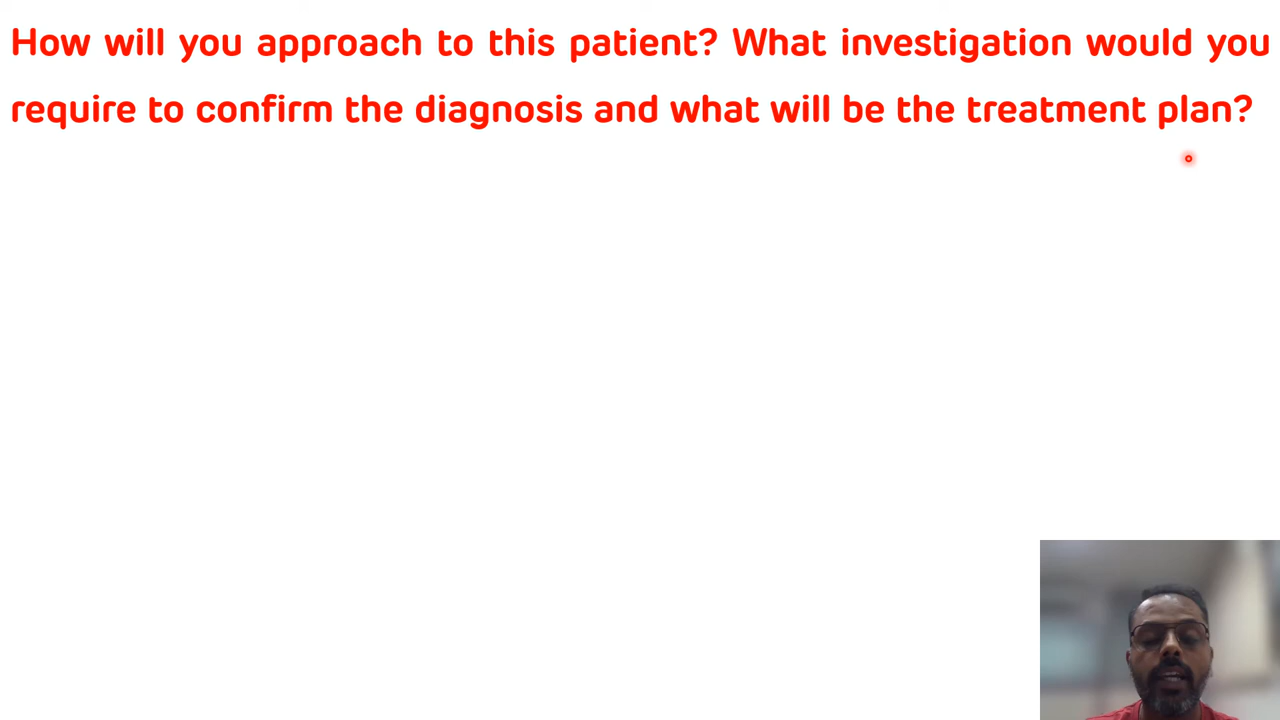 How will you approach to this patient? What investigation would you
require to confirm the diagnosis and what will be the treatment plan?